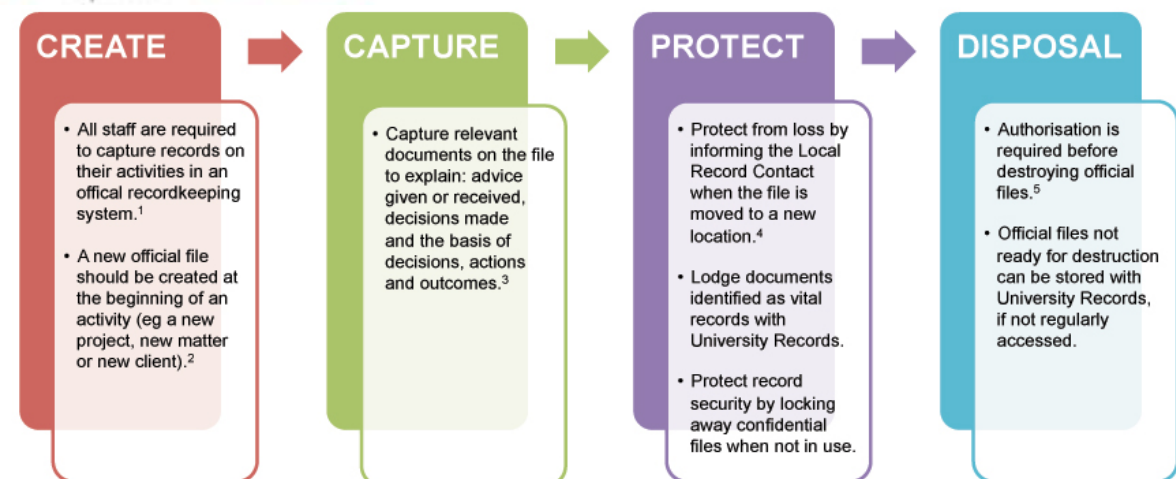 CREATE
• All staff are required
to capture records on
their activities in an
offical recordkeeping
system.¹
• A new official file
should be created at
the beginning of an
activity (eg a new
project, new matter
or new client).²
CAPTURE
• Capture relevant
documents on the file
to explain: advice
given or received,
decisions made
and the basis of
decisions, actions
and outcomes.³
PROTECT
• Protect from loss by
informing the Local
Record Contact
when the file is
moved to a new
location.⁴
• Lodge documents
identified as vital
records with
University Records.
• Protect record
security by locking
away confidential
files when not in use.
DISPOSAL
• Authorisation is
required before
destroying official
files.⁵
• Official files not
ready for destruction
can be stored with
University Records,
if not regularly
accessed.